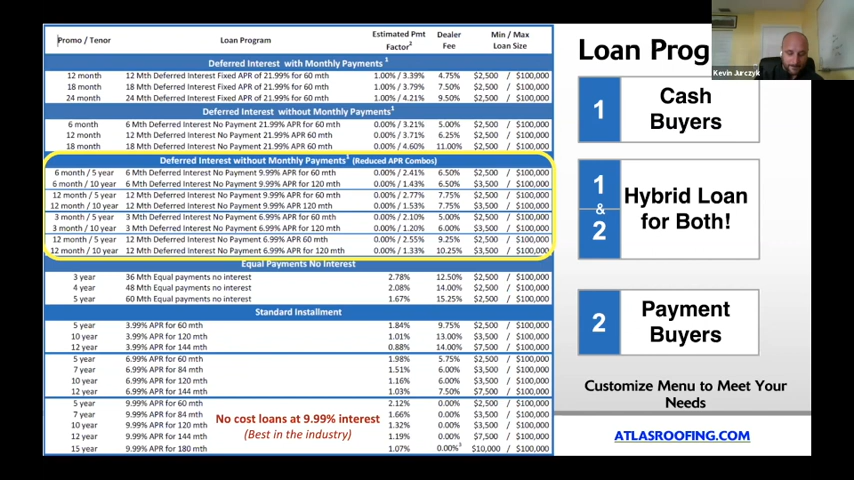 Promo / Tenor Loan Program Estimated Pmt Factor² Dealer Fee Min / Max Loan Size
Deferred Interest with Monthly Payments ¹
12 month 12 Mth Deferred Interest Fixed APR of 21.99% for 60 mth 1.00% / 3.39% 4.75% $2,500 / $100,000
18 month 18 Mth Deferred Interest Fixed APR of 21.99% for 60 mth 1.00% / 3.79% 7.50% $2,500 / $100,000
24 month 24 Mth Deferred Interest Fixed APR of 21.99% for 60 mth 1.00% / 4.21% 9.50% $2,500 / $100,000
Deferred Interest without Monthly Payments¹
6 month 6 Mth Deferred Interest No Payment 21.99% APR for 60 mth 0.00% / 3.21% 5.00% $2,500 / $100,000
12 month 12 Mth Deferred Interest No Payment 21.99% APR 60 mth 0.00% / 3.71% 6.25% $2,500 / $100,000
18 month 18 Mth Deferred Interest No Payment 21.99% APR 60 mth 0.00% / 4.60% 11.00% $2,500 / $100,000
Deferred Interest without Monthly Payments¹ (Reduced APR Combos)
6 month / 5 year 6 Mth Deferred Interest No Payment 9.99% APR for 60 mth 0.00% / 2.41% 6.50% $2,500 / $100,000
6 month / 10 year 6 Mth Deferred Interest No Payment 9.99% APR for 120 mth 0.00% / 1.43% 6.50% $3,500 / $100,000
12 month / 5 year 12 Mth Deferred Interest No Payment 9.99% APR for 60 mth 0.00% / 2.77% 7.75% $2,500 / $100,000
12 month / 10 year 12 Mth Deferred Interest No Payment 9.99% APR 120 mth 0.00% / 1.53% 7.75% $3,500 / $100,000
3 month / 5 year 3 Mth Deferred Interest No Payment 6.99% APR for 60 mth 0.00% / 2.10% 5.00% $2,500 / $100,000
3 month / 10 year 3 Mth Deferred Interest No Payment 6.99% APR for 120 mth 0.00% / 1.20% 6.00% $3,500 / $100,000
12 month / 5 year 12 Mth Deferred Interest No Payment 6.99% APR 60 mth 0.00% / 2.55% 9.25% $2,500 / $100,000
12 month / 10 year 12 Mth Deferred Interest No Payment 6.99% APR for 120 mth 0.00% / 1.33% 10.25% $3,500 / $100,000
Equal Payments No Interest
3 year 36 Mth Equal payments no interest 2.78% 12.50% $2,500 / $100,000
4 year 48 Mth Equal payments no interest 2.08% 14.00% $2,500 / $100,000
5 year 60 Mth Equal payments no interest 1.67% 15.25% $2,500 / $100,000
Standard Installment
5 year 3.99% APR for 60 mth 1.84% 9.75% $2,500 / $100,000
10 year 3.99% APR for 120 mth 1.01% 13.00% $3,500 / $100,000
12 year 3.99% APR for 144 mth 0.88% 14.00% $7,500 / $100,000
5 year 6.99% APR for 60 mth 1.98% 5.75% $2,500 / $100,000
7 year 6.99% APR for 84 mth 1.51% 6.00% $3,500 / $100,000
10 year 6.99% APR for 120 mth 1.16% 6.00% $3,500 / $100,000
12 year 6.99% APR for 144 mth 1.03% 7.50% $7,500 / $100,000
5 year 9.99% APR for 60 mth 2.12% 0.00% $2,500 / $100,000
7 year 9.99% APR for 84 mth 1.66% 0.00% $3,500 / $100,000
10 year 9.99% APR for 120 mth 1.32% 0.00% $3,500 / $100,000
12 year 9.99% APR for 144 mth 1.19% 0.00% $7,500 / $100,000
15 year 9.99% APR for 180 mth 1.07% 0.00%³ $10,000 / $100,000
No cost loans at 9.99% interest
(Best in the industry)
Loan Prog
Kevin Jurczyk
1
Cash
Buyers
1
&
2
Hybrid Loan
for Both!
2
Payment
Buyers
Customize Menu to Meet Your
Needs
ATLASROOFING.COM